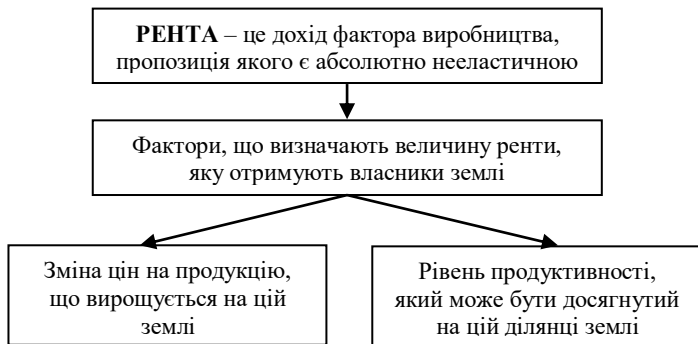 РЕНТА – це дохід фактора виробництва,
пропозиція якого є абсолютно нееластичною
Фактори, що визначають величину ренти,
яку отримують власники землі
Зміна цін на продукцію,
що вирощується на цій
землі
Рівень продуктивності,
який може бути досягнутий
на цій ділянці землі